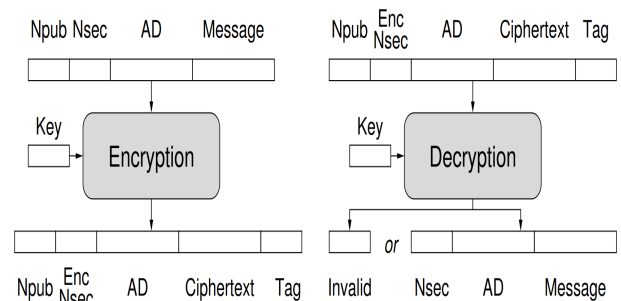 Npub Nsec AD Message
Key
Encryption
Npub Enc Nsec AD Ciphertext Tag
Npub Enc Nsec AD Ciphertext Tag
Key
Decryption
or
Invalid Nsec AD Message